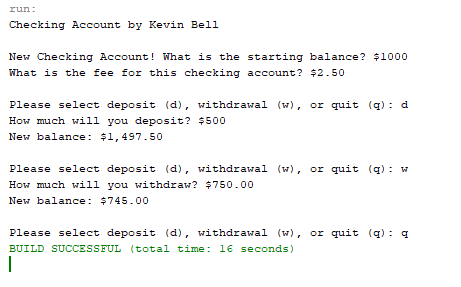 run:
Checking Account by Kevin Bell
New Checking Account! What is the starting balance? $1000
What is the fee for this checking account? $2.50
Please select deposit (d), withdrawal (w), or quit (q): d
How much will you deposit? $500
New balance: $1,497.50
Please select deposit (d), withdrawal (w), or quit (q): w
How much will you withdraw? $750.00
New balance: $745.00
Please select deposit (d), withdrawal (w), or quit (q): q
BUILD SUCCESSFUL (total time: 16 seconds)